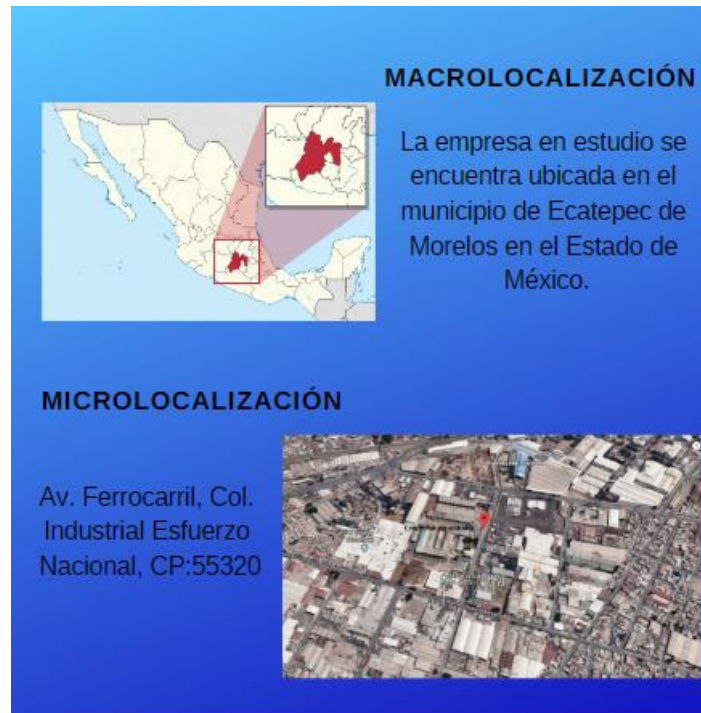 MACROLOCALIZACIÓN
La empresa en estudio se
encuentra ubicada en el
municipio de Ecatepec de
Morelos en el Estado de
México.
MICROLOCALIZACIÓN
Av. Ferrocarril, Col.
Industrial Esfuerzo
Nacional, CP:55320